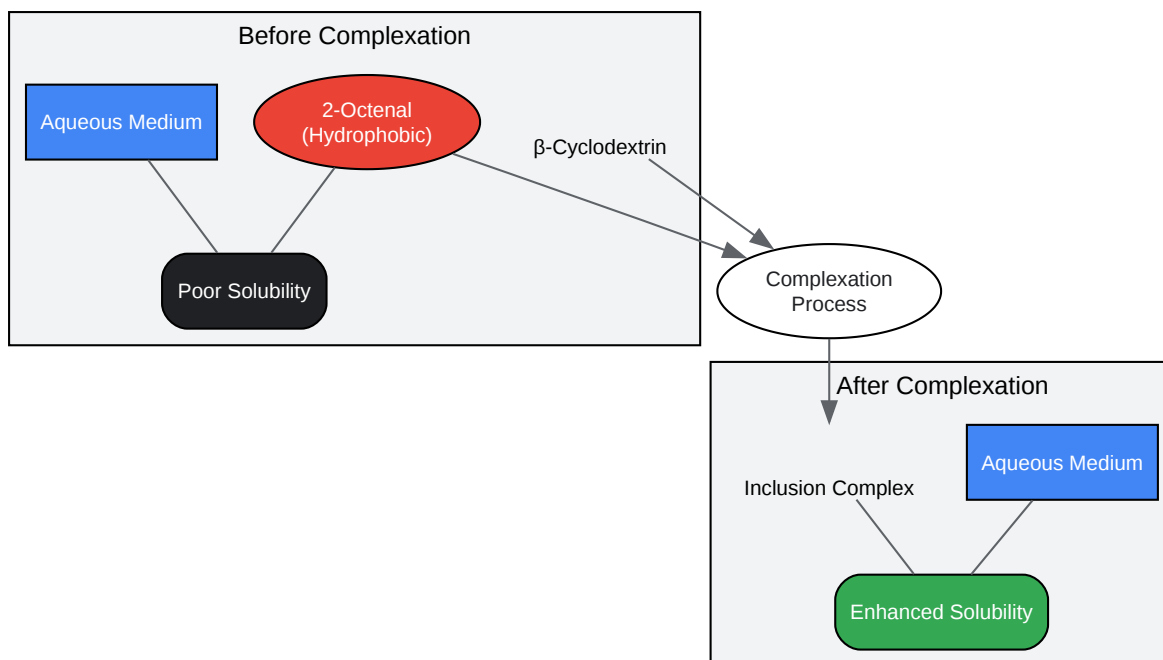 Before Complexation
Aqueous Medium
2-Octenal
(Hydrophobic)
β-Cyclodextrin
Poor Solubility
Complexation
Process
After Complexation
Aqueous Medium
Inclusion Complex
Enhanced Solubility